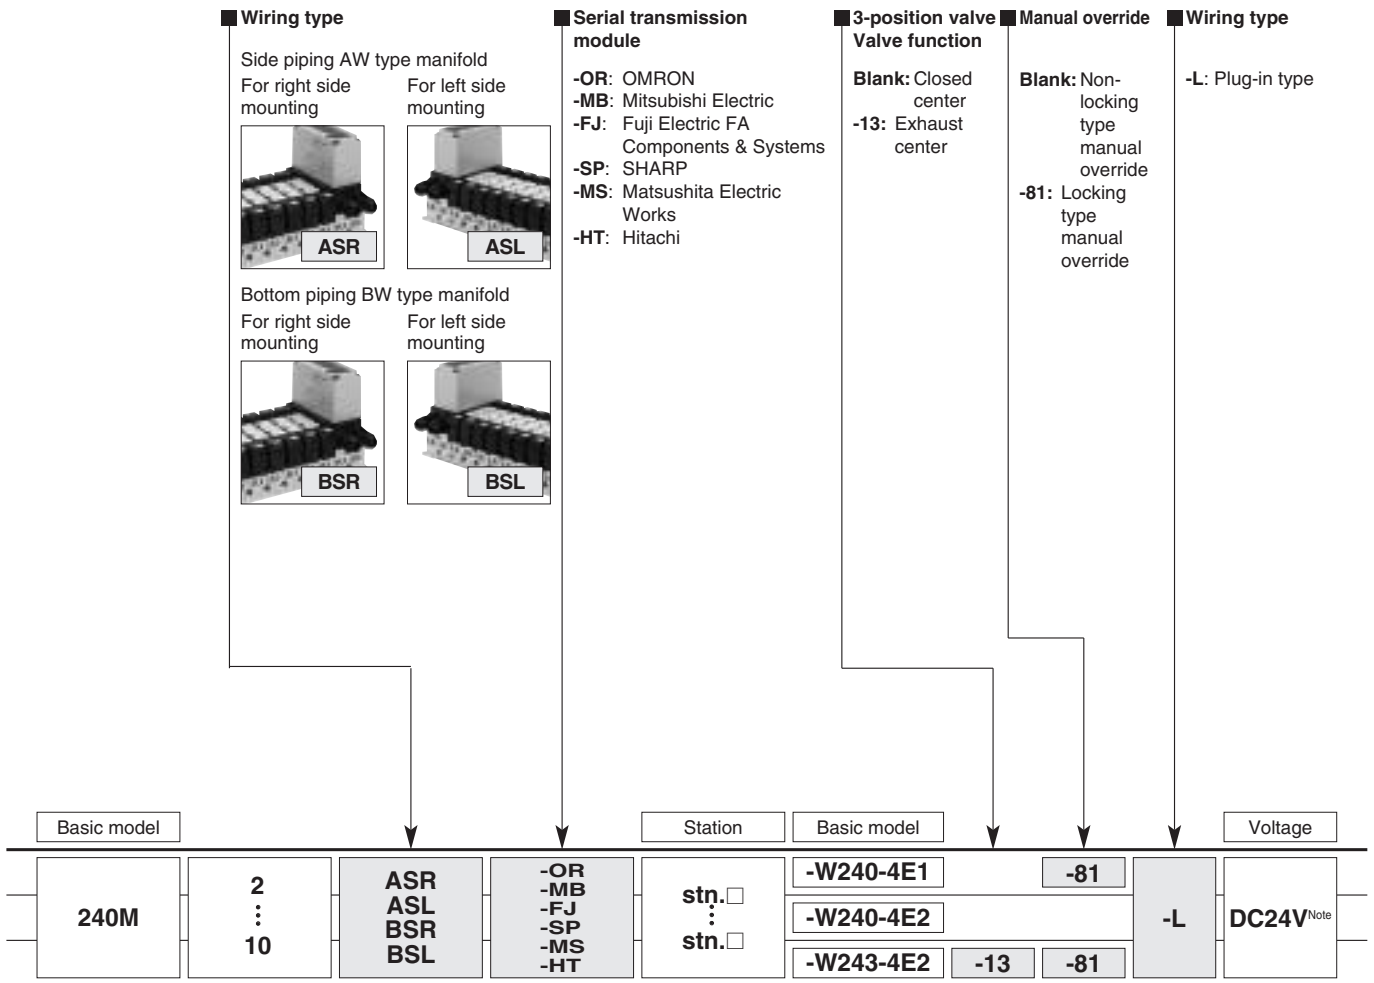 ■ Wiring type
Side piping AW type manifold
For right side mounting
For left side mounting
ASR
ASL
Bottom piping BW type manifold
For right side mounting
For left side mounting
BSR
BSL
■ Serial transmission module
-OR: OMRON
-MB: Mitsubishi Electric
-FJ: Fuji Electric FA
Components & Systems
-SP: SHARP
-MS: Matsushita Electric
Works
-HT: Hitachi
■ 3-position valve
Valve function
Blank: Closed
center
-13: Exhaust
center
■ Manual override
Blank: Non-
locking
type
manual
override
-81: Locking
type
manual
override
■ Wiring type
-L: Plug-in type
Basic model
Station
Basic model
Voltage
240M
2
⋮
10
ASR
ASL
BSR
BSL
-OR
-MB
-FJ
-SP
-MS
-HT
stn.□
⋮
stn.□
-W240-4E1
-81
-W240-4E2
-W243-4E2
-13
-81
-L
DC24V Note